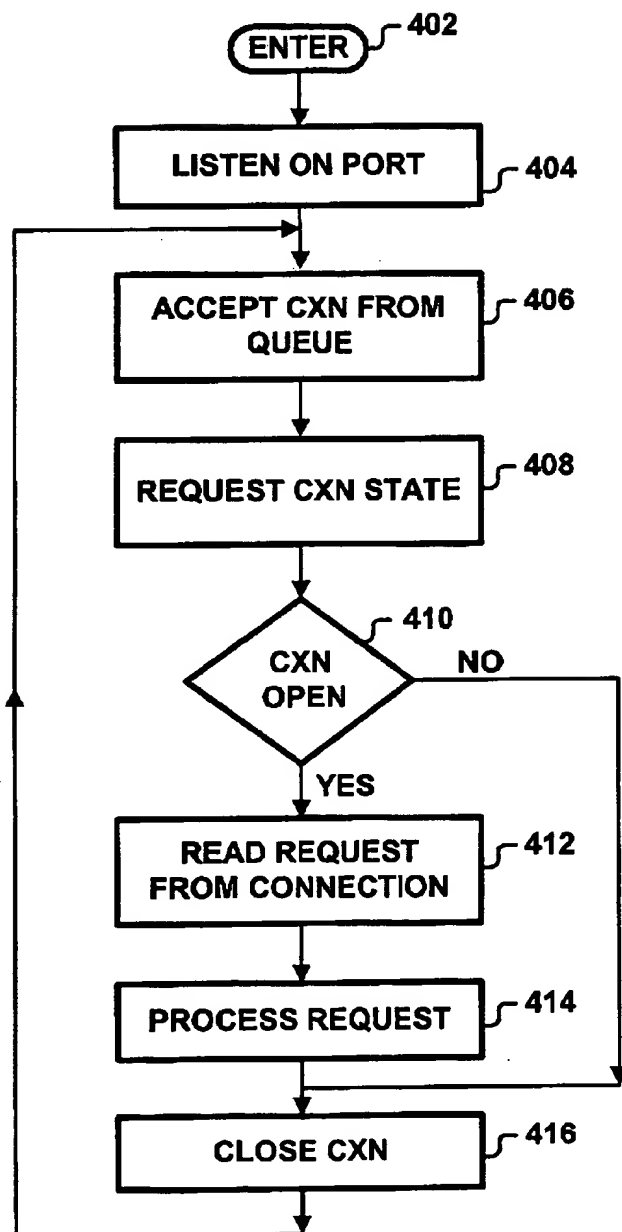 ENTER
402
LISTEN ON PORT
404
ACCEPT CXN FROM
QUEUE
406
REQUEST CXN STATE
408
CXN
OPEN
410
NO
YES
READ REQUEST
FROM CONNECTION
412
PROCESS REQUEST
414
CLOSE CXN
416